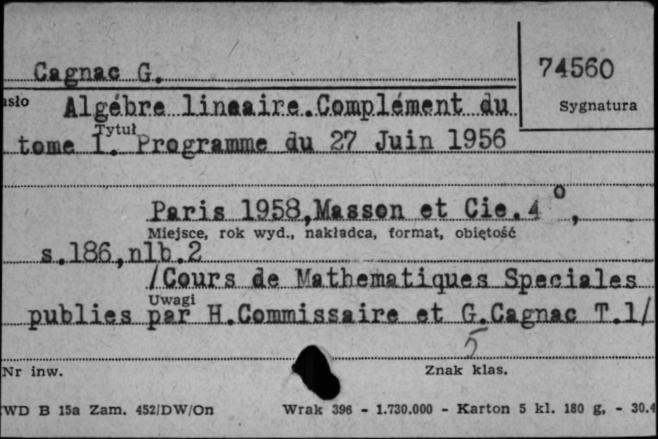 Cagnac G.
74560
asło Algébre lineaire.Complément du
Sygnatura
Tytuł
tome 1. Programme du 27 Juin 1956
Paris 1958,Masson et Cie.4°,
Miejsce, rok wyd., nakładca, format, objętość
s.186,nlb.2
/Cours de Mathematiques Speciales
Uwagi
publies par H.Commissaire et G.Cagnac T.1/
5
Nr inw.
Znak klas.
WD B 15a Zam. 452/DW/On Wrak 396 - 1.730.000 - Karton 5 kl. 180 g, - 30.4